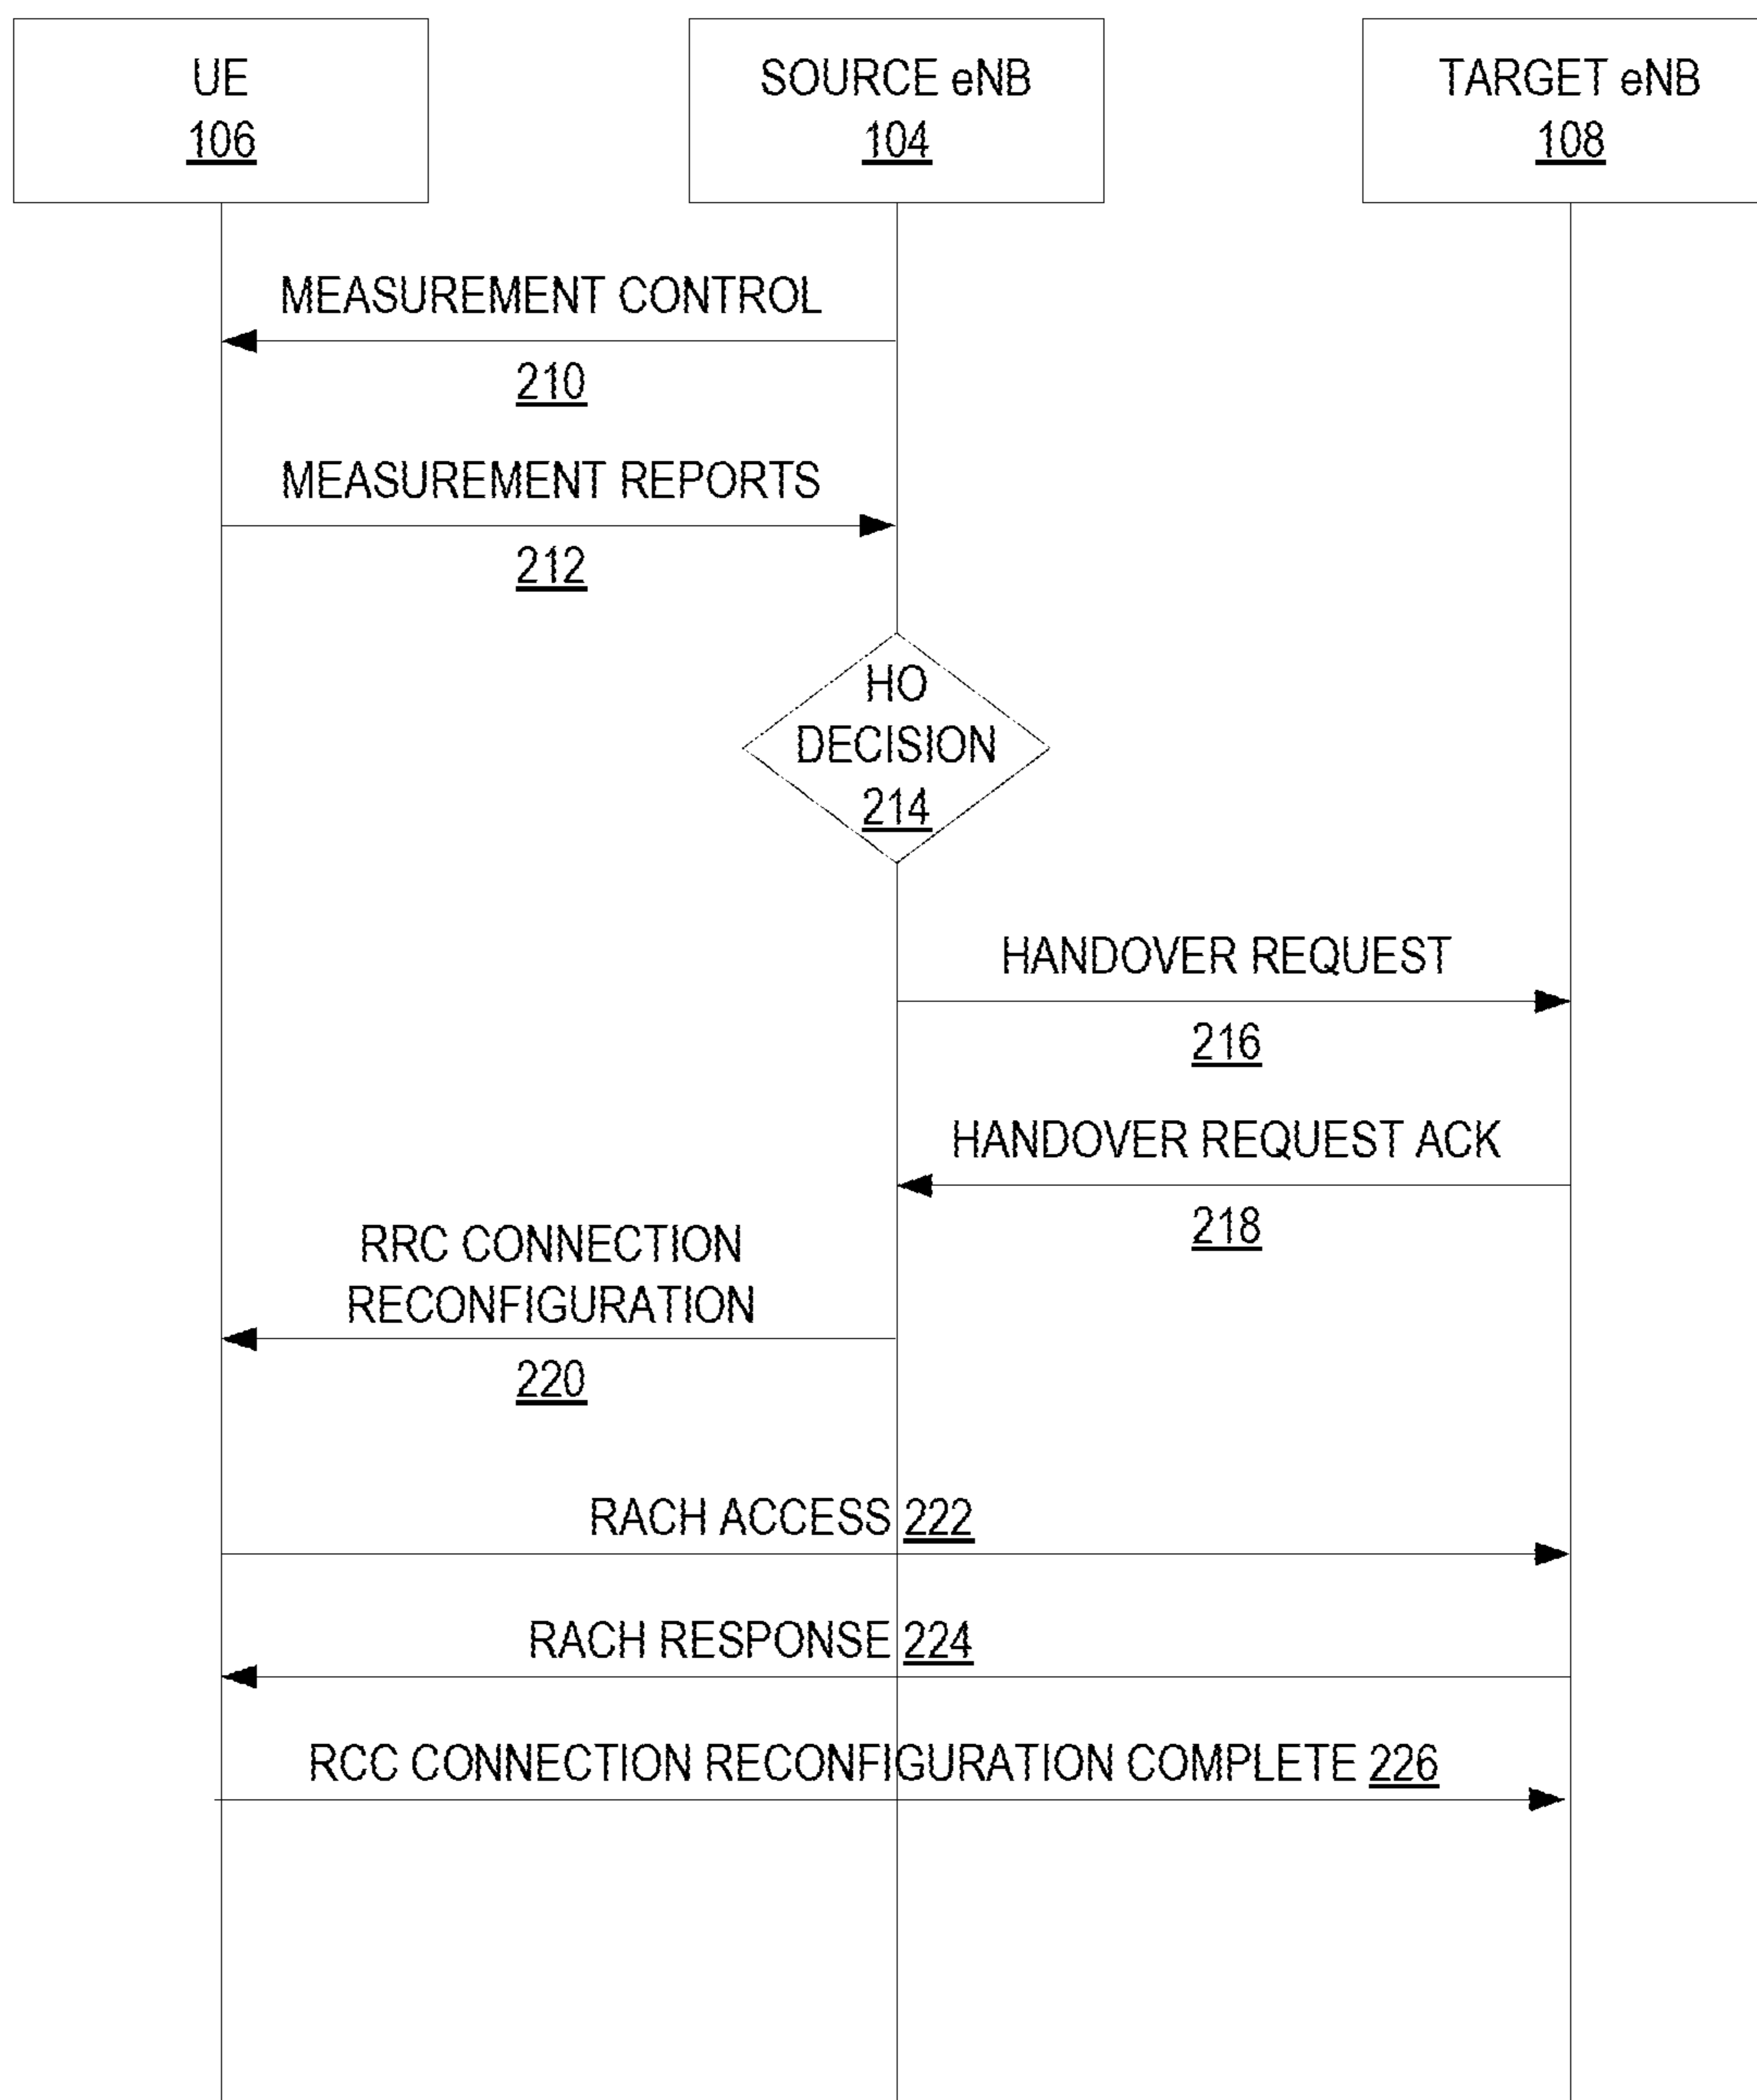 UE
106
SOURCE eNB
104
TARGET eNB
108
MEASUREMENT CONTROL
210
MEASUREMENT REPORTS
212
HO
DECISION
214
HANDOVER REQUEST
216
HANDOVER REQUEST ACK
218
RRC CONNECTION
RECONFIGURATION
220
RACH ACCESS 222
RACH RESPONSE 224
RCC CONNECTION RECONFIGURATION COMPLETE 226